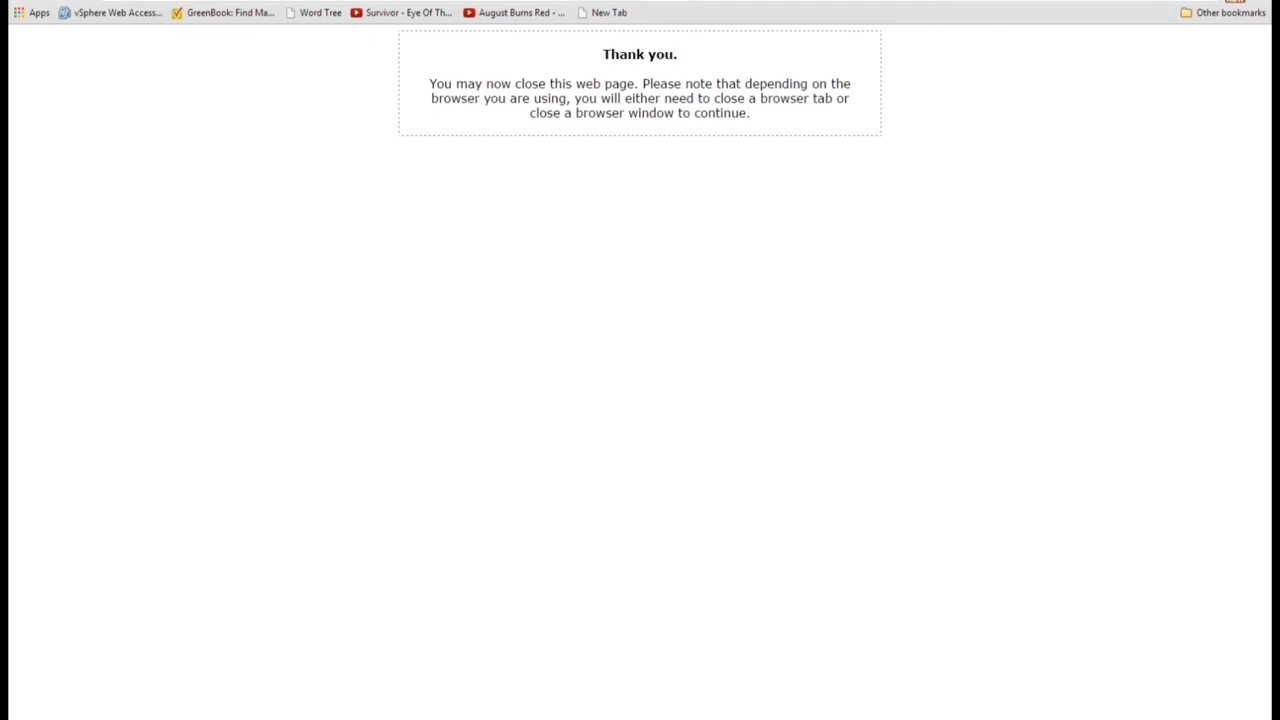 Apps vSphere Web Access... GreenBook: Find Ma... Word Tree Survivor - Eye Of Th... August Burns Red - ... New Tab Other bookmarks
Thank you.
You may now close this web page. Please note that depending on the
browser you are using, you will either need to close a browser tab or
close a browser window to continue.